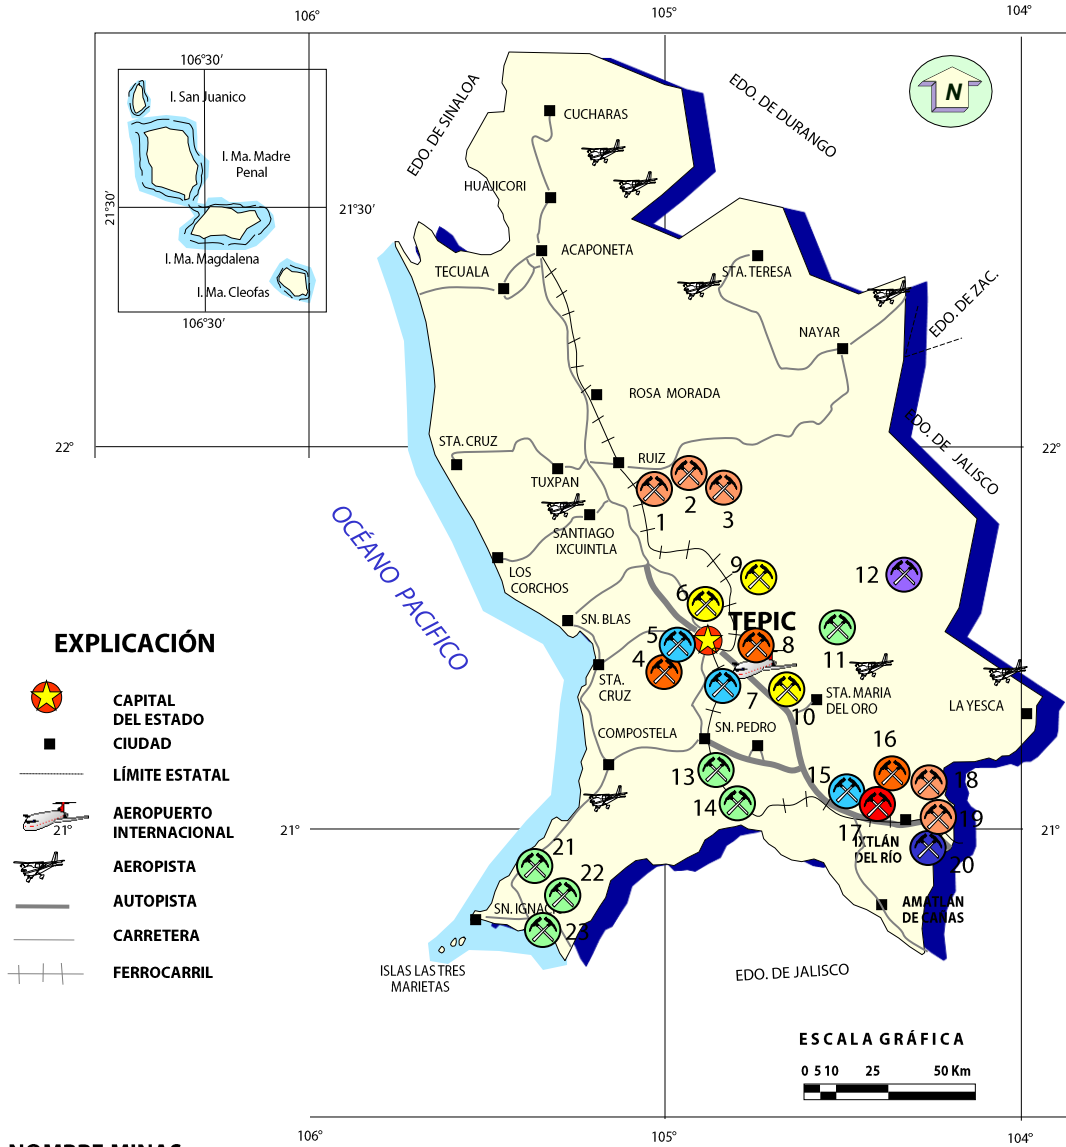 106°
105°
104°
106°30′
I. San Juanico
I. Ma. Madre
Penal
21°30′
21°30′
I. Ma. Magdalena
I. Ma. Cleofas
106°30′
EDO. DE SINALOA
EDO. DE DURANGO
N
CUCHARAS
HUAJICORI
ACAPONETA
TECUALA
STA. TERESA
EDO. DE ZAC.
NAYAR
ROSA MORADA
EDO. DE JALISCO
22°
22°
STA. CRUZ
RUIZ
TUXPAN
1
2
3
SANTIAGO
IXCUINTLA
OCÉANO PACIFICO
LOS
CORCHOS
9
12
6
SN. BLAS
TEPIC
5
8
11
4
STA.
CRUZ
7
10
STA. MARIA
DEL ORO
LA YESCA
COMPOSTELA
SN. PEDRO
16
13
15
18
14
17
19
21°
IXTLÁN
DEL RÍO
20
21
22
AMATLÁN
DE CAÑAS
SN. IGNACI
23
ISLAS LAS TRES
MARIETAS
EDO. DE JALISCO
EXPLICACIÓN
CAPITAL
DEL ESTADO
CIUDAD
LÍMITE ESTATAL
AEROPUERTO
INTERNACIONAL
21°
AEROPISTA
AUTOPISTA
CARRETERA
FERROCARRIL
ESCALA GRÁFICA
0 5 10 25 50 Km
106°
105°
104°